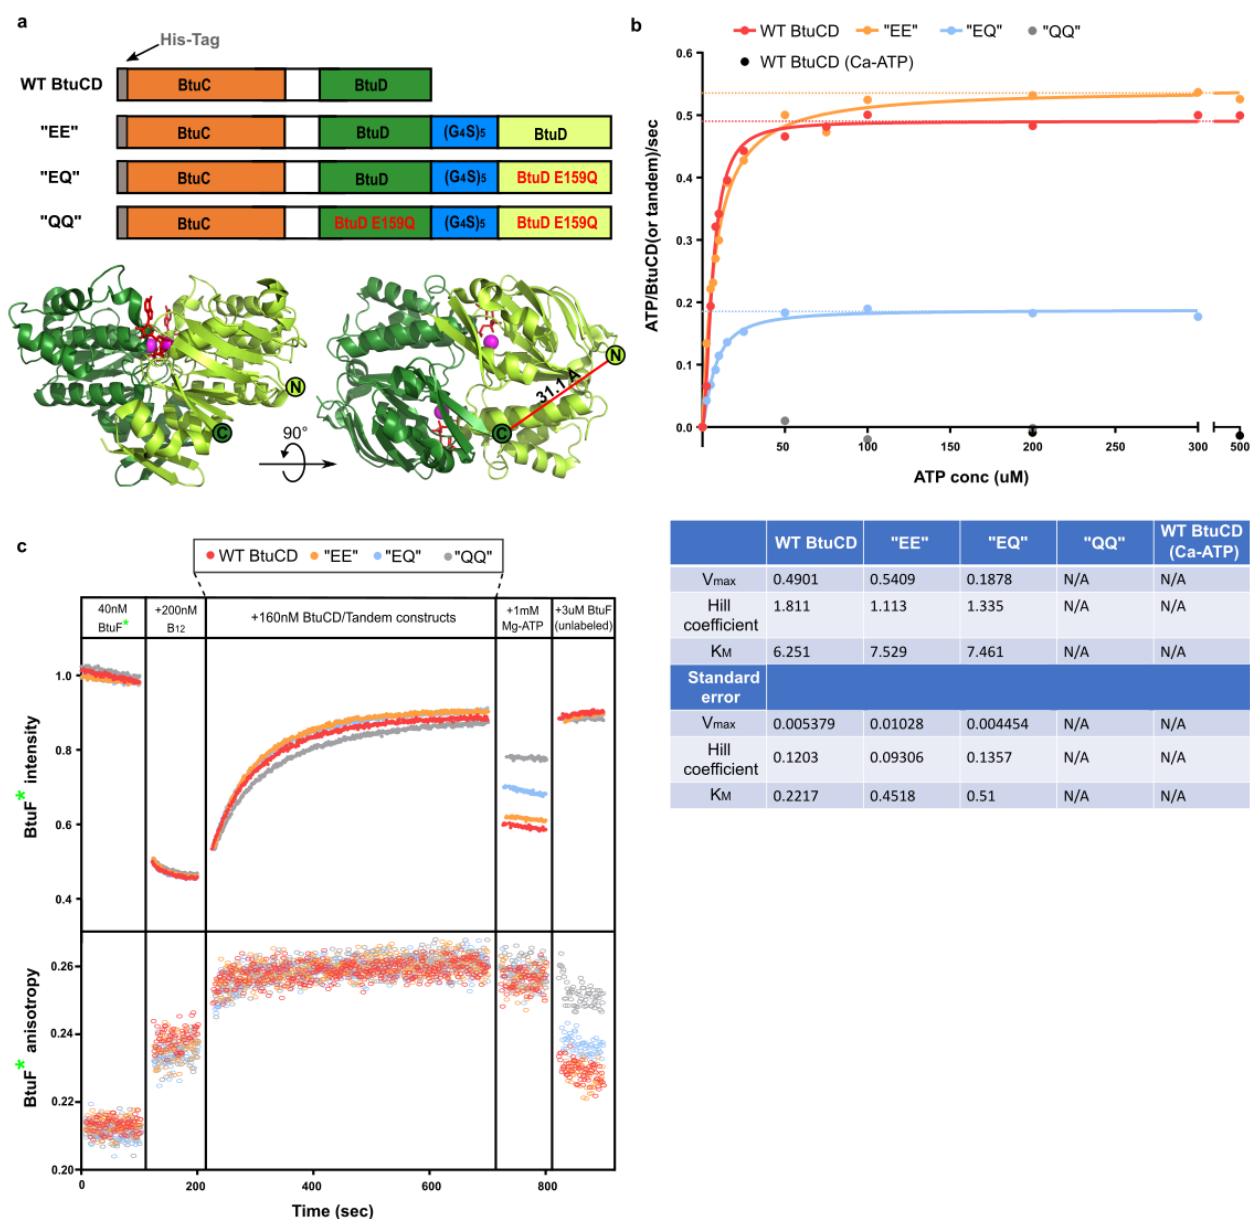 a
His-Tag
WT BtuCD
BtuC
BtuD
"EE"
BtuC
BtuD
(G4S)5
BtuD
"EQ"
BtuC
BtuD
(G4S)5
BtuD E159Q
"QQ"
BtuC
BtuD E159Q
(G4S)5
BtuD E159Q
N
C
90°
31.1 A
N
C
b
WT BtuCD "EE" "EQ" "QQ"
WT BtuCD (Ca-ATP)
ATP/BtuCD(or tandem)/sec
0.6
0.5
0.4
0.3
0.2
0.1
0.0
50 100 150 200 300 500
ATP conc (uM)
WT BtuCD "EE" "EQ" "QQ" WT BtuCD (Ca-ATP)
Vmax 0.4901 0.5409 0.1878 N/A N/A
Hill coefficient 1.811 1.113 1.335 N/A N/A
KM 6.251 7.529 7.461 N/A N/A
Standard error
Vmax 0.005379 0.01028 0.004454 N/A N/A
Hill coefficient 0.1203 0.09306 0.1357 N/A N/A
KM 0.2217 0.4518 0.51 N/A N/A
c
WT BtuCD "EE" "EQ" "QQ"
40nM BtuF*
+200nM B12
+160nM BtuCD/Tandem constructs
+1mM Mg-ATP
+3uM BtuF (unlabeled)
BtuF* intensity
1.0
0.8
0.6
0.4
BtuF* anisotropy
0.26
0.24
0.22
0.20
0 200 400 600 800
Time (sec)